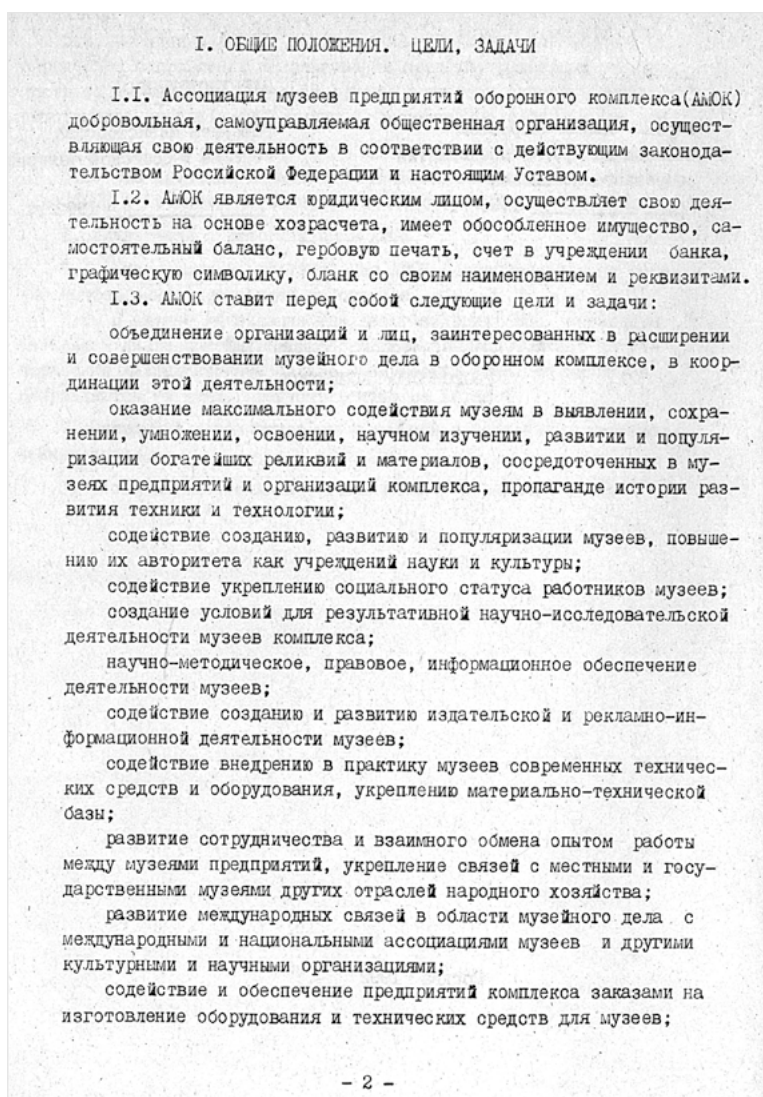 I. ОБЩИЕ ПОЛОЖЕНИЯ. ЦЕЛИ, ЗАДАЧИ
I.I. Ассоциация музеев предприятий оборонного комплекса(АМОК)
добровольная, самоуправляемая общественная организация, осущест-
вляющая свою деятельность в соответствии с действующим законода-
тельством Российской Федерации и настоящим Уставом.
I.2. АМОК является юридическим лицом, осуществляет свою дея-
тельность на основе хозрасчета, имеет обособленное имущество, са-
мостоятельный баланс, гербовую печать, счет в учреждении банка,
графическую символику, бланк со своим наименованием и реквизитами.
I.3. АМОК ставит перед собой следующие цели и задачи:
объединение организаций и лиц, заинтересованных в расширении
и совершенствовании музейного дела в оборонном комплексе, в коор-
динации этой деятельности;
оказание максимального содействия музеям в выявлении, сохра-
нении, умножении, освоении, научном изучении, развитии и популя-
ризации богатейших реликвий и материалов, сосредоточенных в му-
зеях предприятий и организаций комплекса, пропаганде истории раз-
вития техники и технологии;
содействие созданию, развитию и популяризации музеев, повыше-
нию их авторитета как учреждений науки и культуры;
содействие укреплению социального статуса работников музеев;
создание условий для результативной научно-исследовательской
деятельности музеев комплекса;
научно-методическое, правовое, информационное обеспечение
деятельности музеев;
содействие созданию и развитию издательской и рекламно-ин-
формационной деятельности музеев;
содействие внедрению в практику музеев современных техничес-
ких средств и оборудования, укреплению материально-технической
базы;
развитие сотрудничества и взаимного обмена опытом работы
между музеями предприятий, укрепление связей с местными и госу-
дарственными музеями других отраслей народного хозяйства;
развитие международных связей в области музейного дела с
международными и национальными ассоциациями музеев и другими
культурными и научными организациями;
содействие и обеспечение предприятий комплекса заказами на
изготовление оборудования и технических средств для музеев;
- 2 -